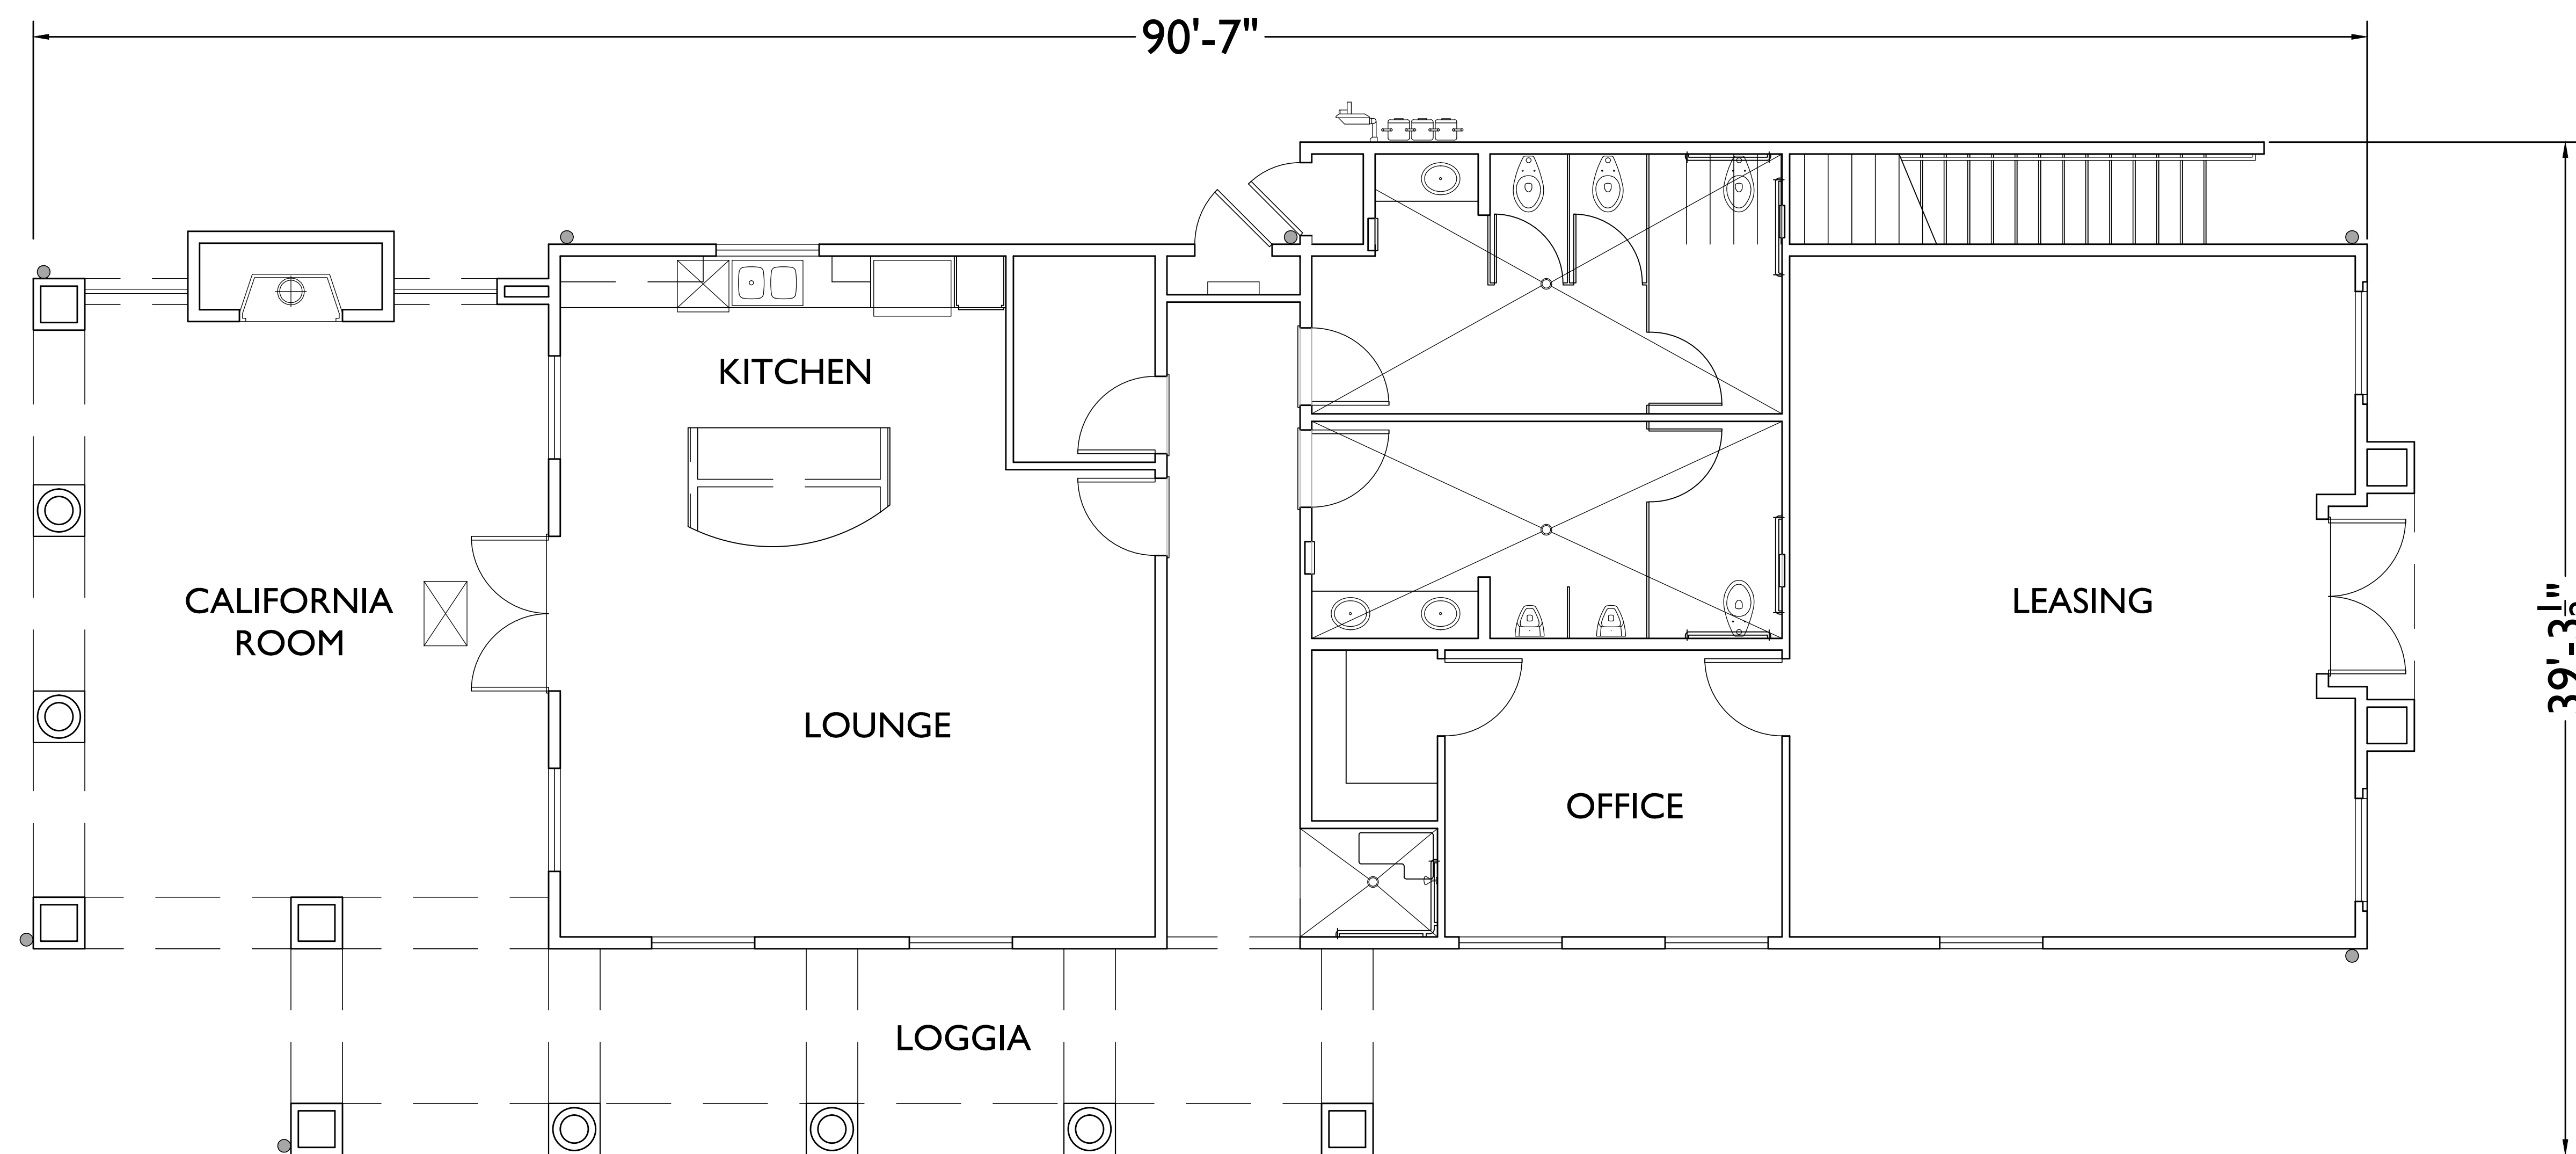 90'-7"
KITCHEN
CALIFORNIA
ROOM
LEASING
LOUNGE
OFFICE
LOGGIA